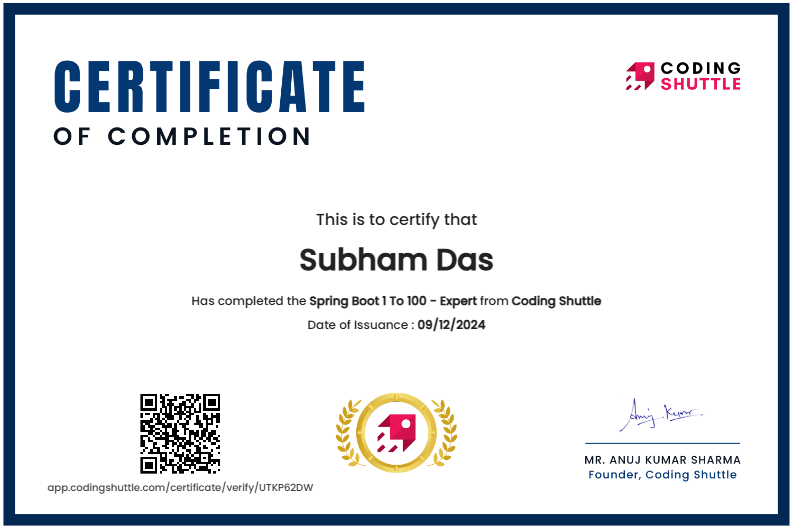 CERTIFICATE
OF COMPLETION
CODING
SHUTTLE
This is to certify that
Subham Das
Has completed the Spring Boot 1 To 100 - Expert from Coding Shuttle
Date of Issuance : 09/12/2024
app.codingshuttle.com/certificate/verify/UTKP62DW
Anuj Kumar
MR. ANUJ KUMAR SHARMA
Founder, Coding Shuttle